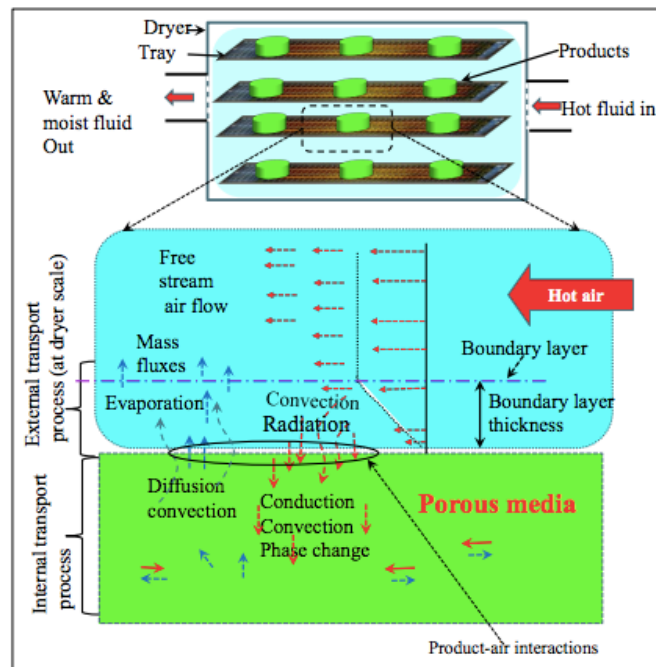 Dryer
Tray
Products
Warm &
moist fluid
Out
Hot fluid in
Free
stream
air flow
Hot air
Mass
fluxes
Boundary layer
Evaporation
Convection
Radiation
Boundary layer
thickness
External transport
process (at dryer scale)
Diffusion
convection
Conduction
Convection
Phase change
Porous media
Internal transport
process
Product-air interactions